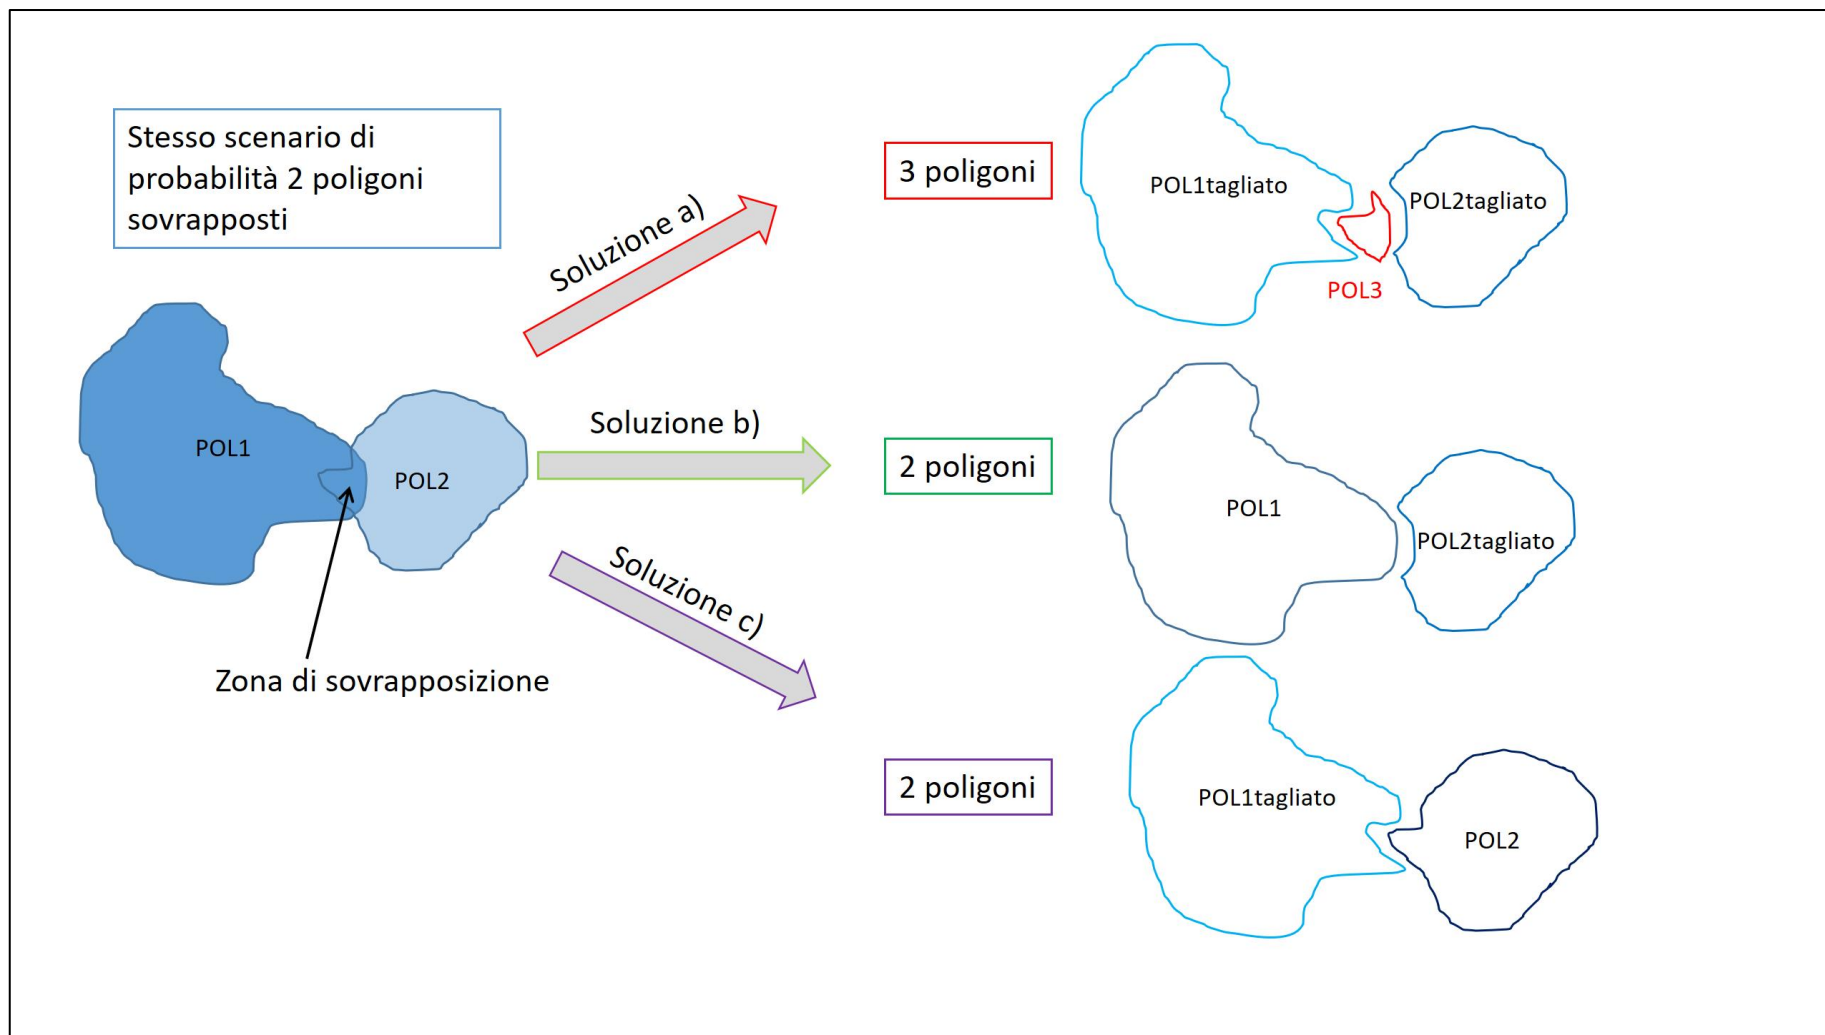 Stesso scenario di
probabilità 2 poligoni
sovrapposti
POL1
POL2
Zona di sovrapposizione
Soluzione a)
3 poligoni
POL1tagliato
POL2tagliato
POL3
Soluzione b)
2 poligoni
POL1
POL2tagliato
Soluzione c)
2 poligoni
POL1tagliato
POL2